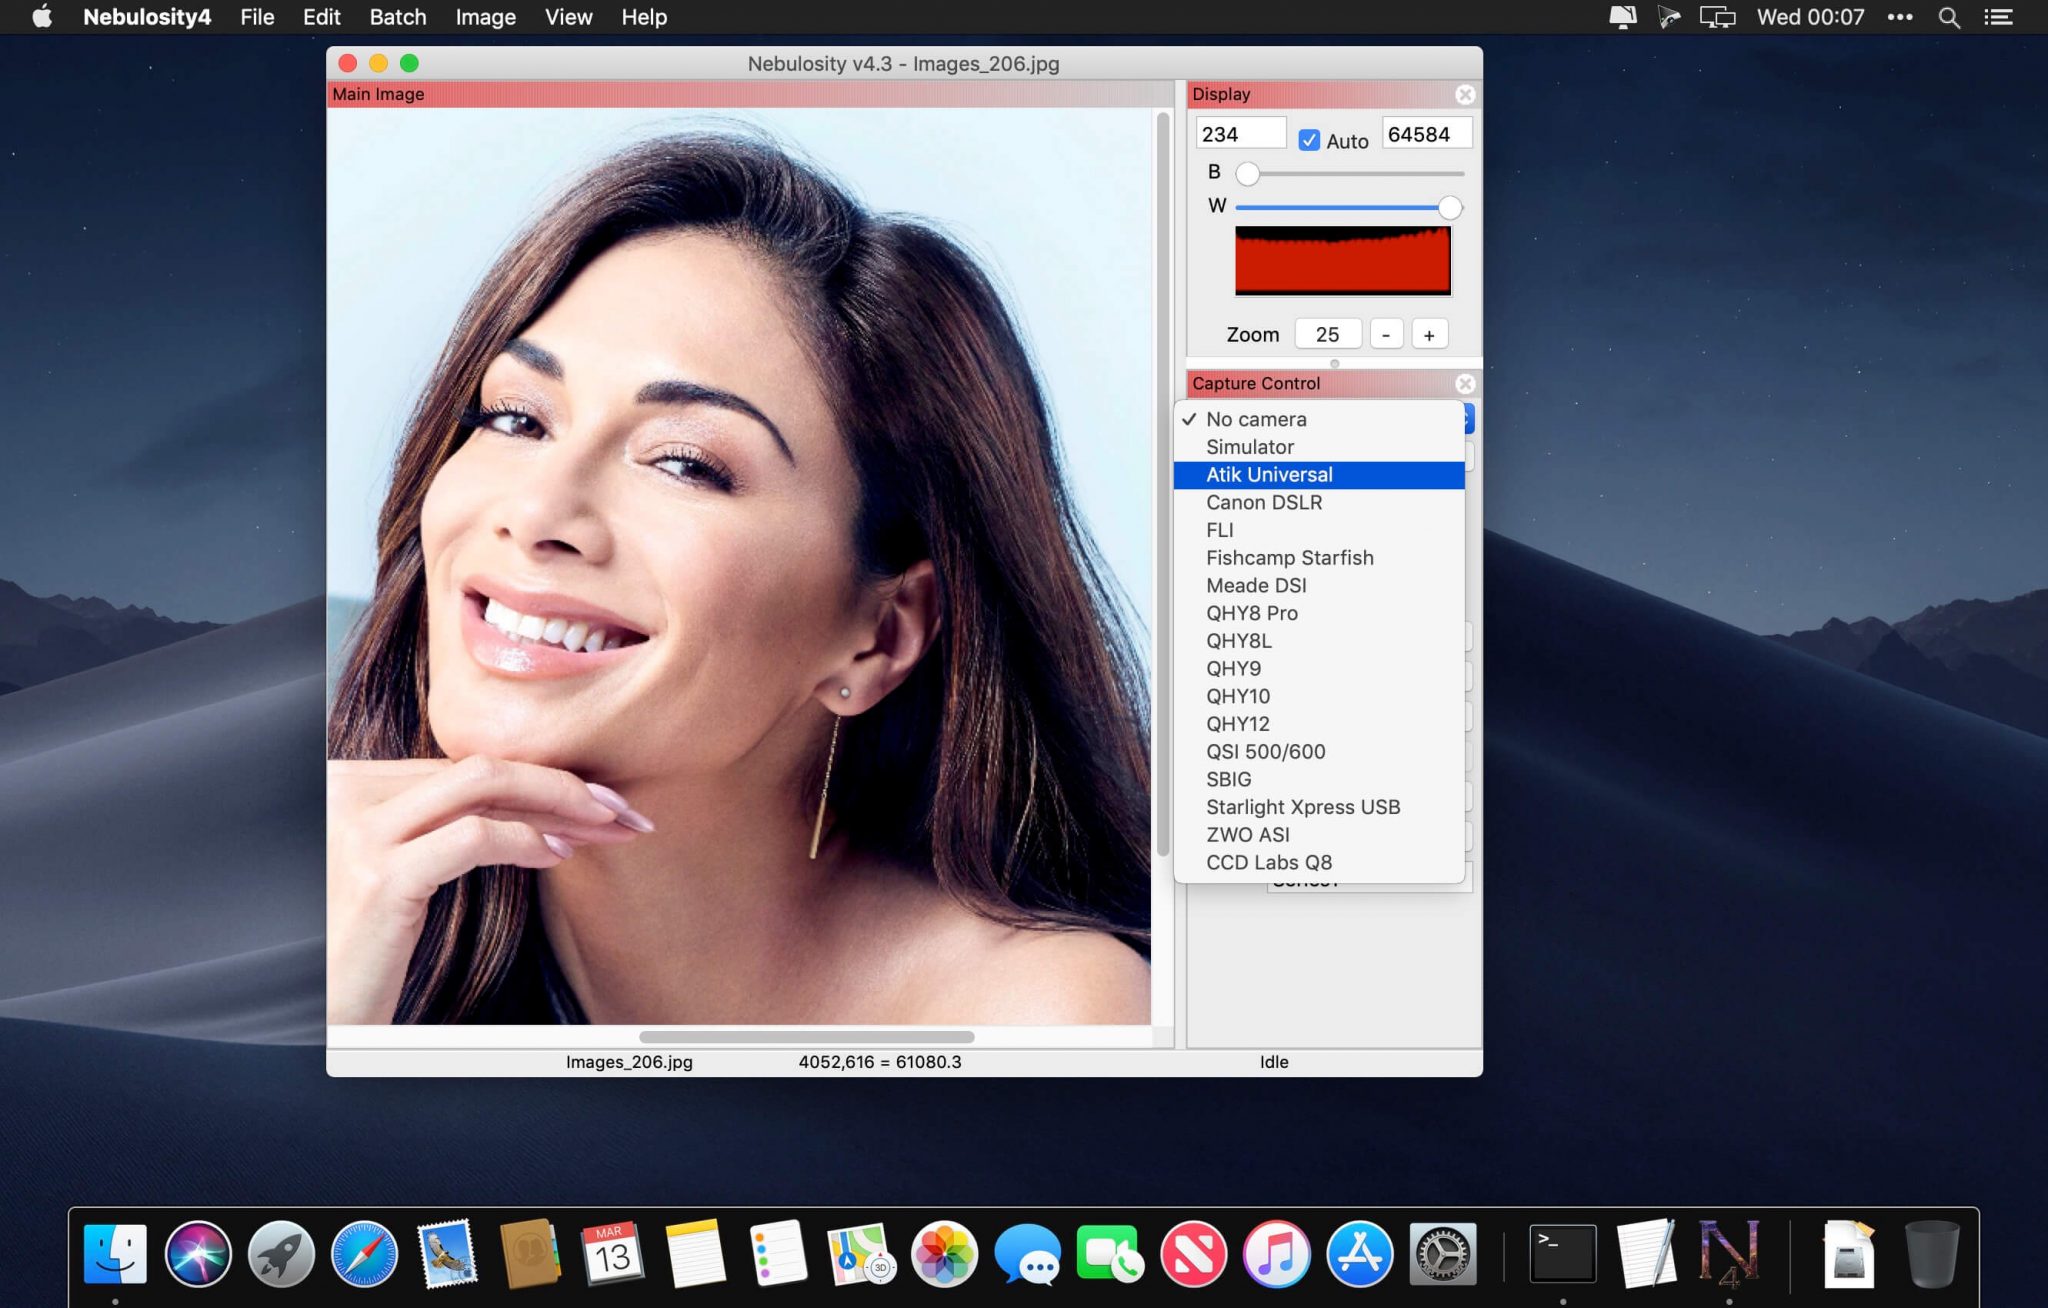 Nebulosity4 File Edit Batch Image View Help Wed 00:07
Nebulosity v4.3 - Images_206.jpg
Main Image
Display
234 Auto 64584
B
W
Zoom 25 - +
Capture Control
No camera
Simulator
Atik Universal
Canon DSLR
FLI
Fishcamp Starfish
Meade DSI
QHY8 Pro
QHY8L
QHY9
QHY10
QHY12
QSI 500/600
SBIG
Starlight Xpress USB
ZWO ASI
CCD Labs Q8
Images_206.jpg 4052,616 = 61080.3 Idle
MAR
13
3D
>_
N
4